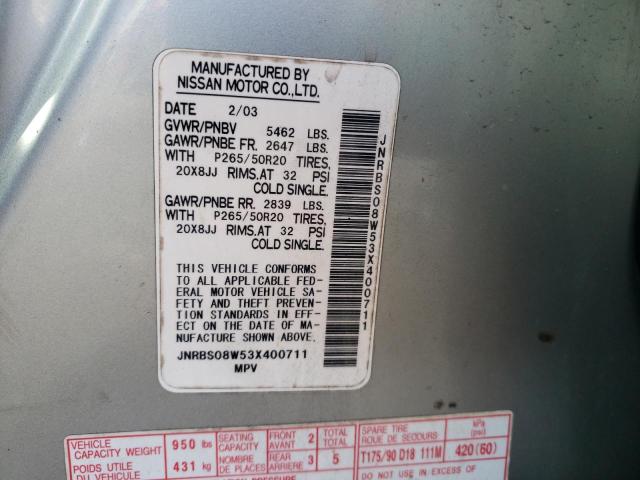 MANUFACTURED BY
NISSAN MOTOR CO.,LTD.
DATE 2/03
GVWR/PNBV 5462 LBS.
GAWR/PNBE FR. 2647 LBS.
WITH P265/50R20 TIRES,
20X8JJ RIMS.AT 32 PSI
COLD SINGLE.
GAWR/PNBE RR. 2839 LBS.
WITH P265/50R20 TIRES,
20X8JJ RIMS.AT 32 PSI
COLD SINGLE.
THIS VEHICLE CONFORMS
TO ALL APPLICABLE FED-
ERAL MOTOR VEHICLE SA-
FETY AND THEFT PREVEN-
TION STANDARDS IN EFF-
ECT ON THE DATE OF MA-
NUFACTURE SHOWN ABOVE.
JNRBS08W53X400711
MPV
JNRBS08W53X400711
VEHICLE CAPACITY WEIGHT 950 lbs
POIDS UTILE DU VEHICULE 431 kg
SEATING CAPACITY
NOMBRE DE PLACES
FRONT AVANT 2
REAR ARRIERE 3
TOTAL
TOTAL
5
SPARE TIRE
ROUE DE SECOURS
T175/90 D18 111M
kPa (psi)
420 (60)
DO NOT USE IN EXCESS OF